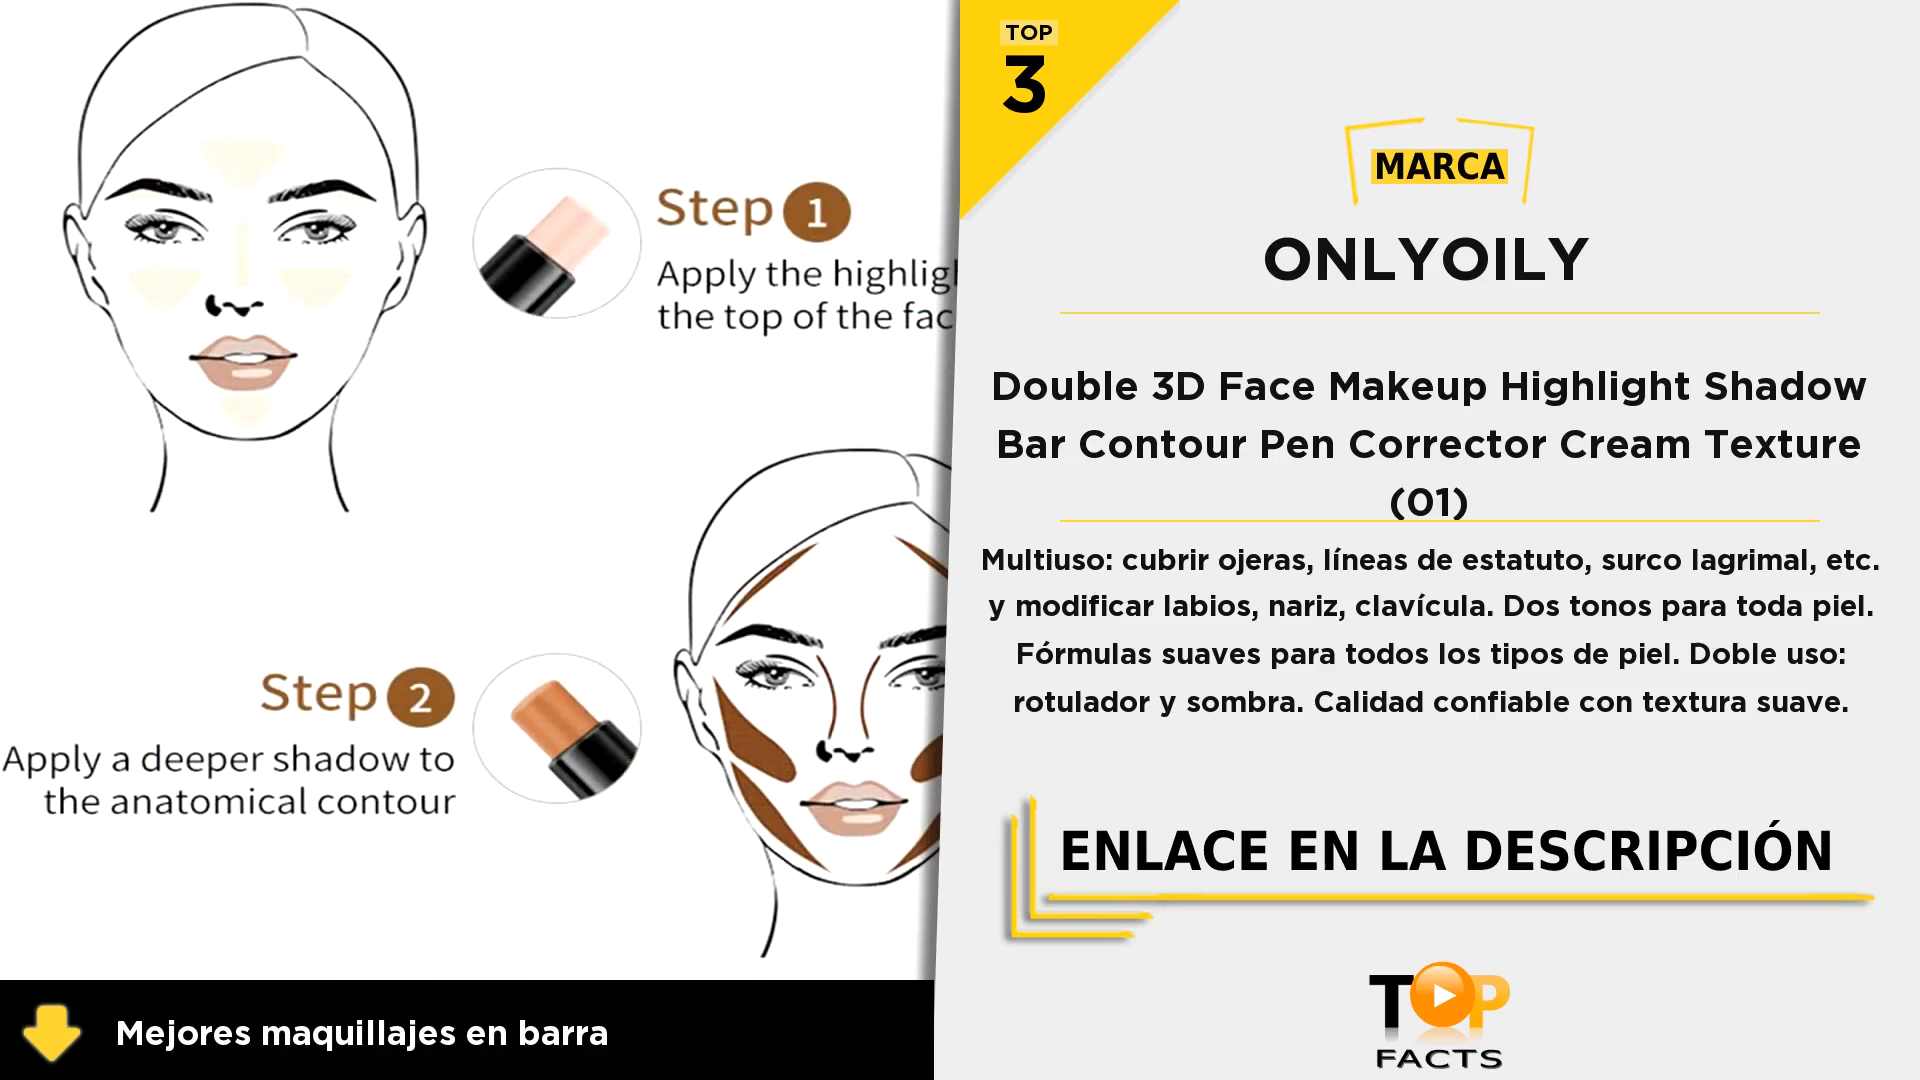 Step 1
Apply the highlig
the top of the fac
Step 2
Apply a deeper shadow to
the anatomical contour
Mejores maquillajes en barra
TOP
3
MARCA
ONLYOILY
Double 3D Face Makeup Highlight Shadow
Bar Contour Pen Corrector Cream Texture
(01)
Multiuso: cubrir ojeras, líneas de estatuto, surco lagrimal, etc.
y modificar labios, nariz, clavícula. Dos tonos para toda piel.
Fórmulas suaves para todos los tipos de piel. Doble uso:
rotulador y sombra. Calidad confiable con textura suave.
ENLACE EN LA DESCRIPCIÓN
TOP
FACTS